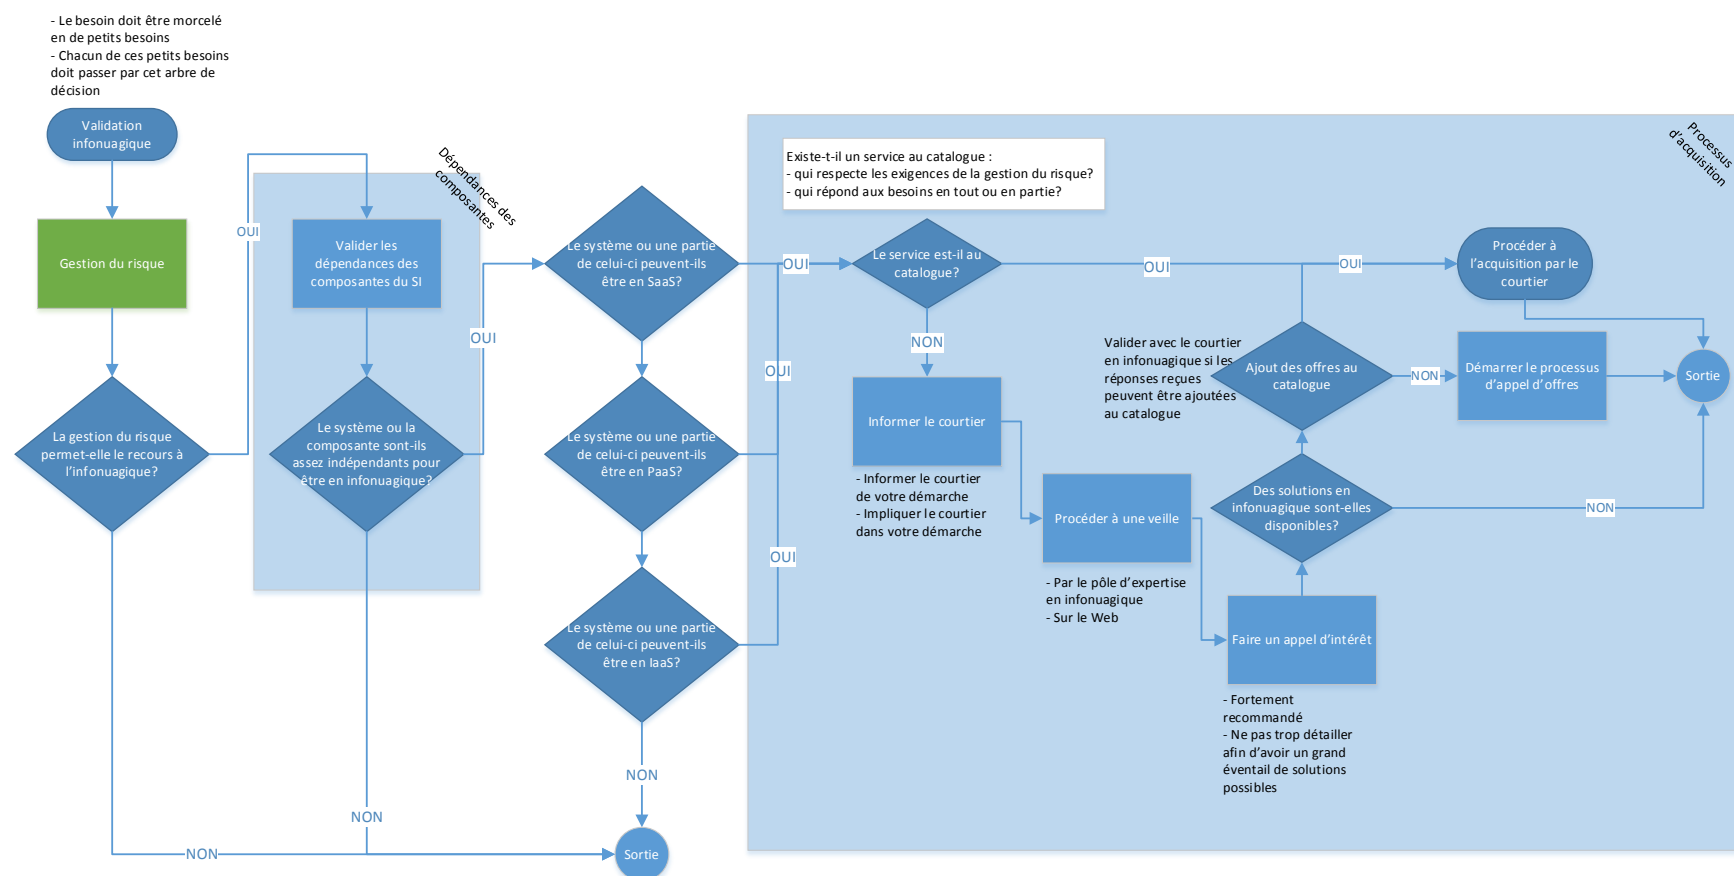 - Le besoin doit être morcelé
en de petits besoins
- Chacun de ces petits besoins
doit passer par cet arbre de
décision
Validation
infonuagique
Gestion du risque
La gestion du risque
permet-elle le recours à
l'infonuagique?
OUI
NON
Dépendances des
composantes
Valider les
dépendances des
composantes du SI
Le système ou la
composante sont-ils
assez indépendants pour
être en infonuagique?
OUI
NON
Le système ou une partie
de celui-ci peuvent-ils
être en SaaS?
OUI
Le système ou une partie
de celui-ci peuvent-ils
être en PaaS?
OUI
Le système ou une partie
de celui-ci peuvent-ils
être en IaaS?
OUI
NON
Sortie
Processus
d'acquisition
Existe-t-il un service au catalogue :
- qui respecte les exigences de la gestion du risque?
- qui répond aux besoins en tout ou en partie?
Le service est-il au
catalogue?
OUI
NON
Informer le courtier
- Informer le courtier
de votre démarche
- Impliquer le courtier
dans votre démarche
Procéder à une veille
- Par le pôle d'expertise
en infonuagique
- Sur le Web
Faire un appel d'intérêt
- Fortement
recommandé
- Ne pas trop détailler
afin d'avoir un grand
éventail de solutions
possibles
Des solutions en
infonuagique sont-elles
disponibles?
NON
Valider avec le courtier
en infonuagique si les
réponses reçues
peuvent être ajoutées
au catalogue
Ajout des offres au
catalogue
OUI
NON
Procéder à
l'acquisition par le
courtier
Démarrer le processus
d'appel d'offres
Sortie